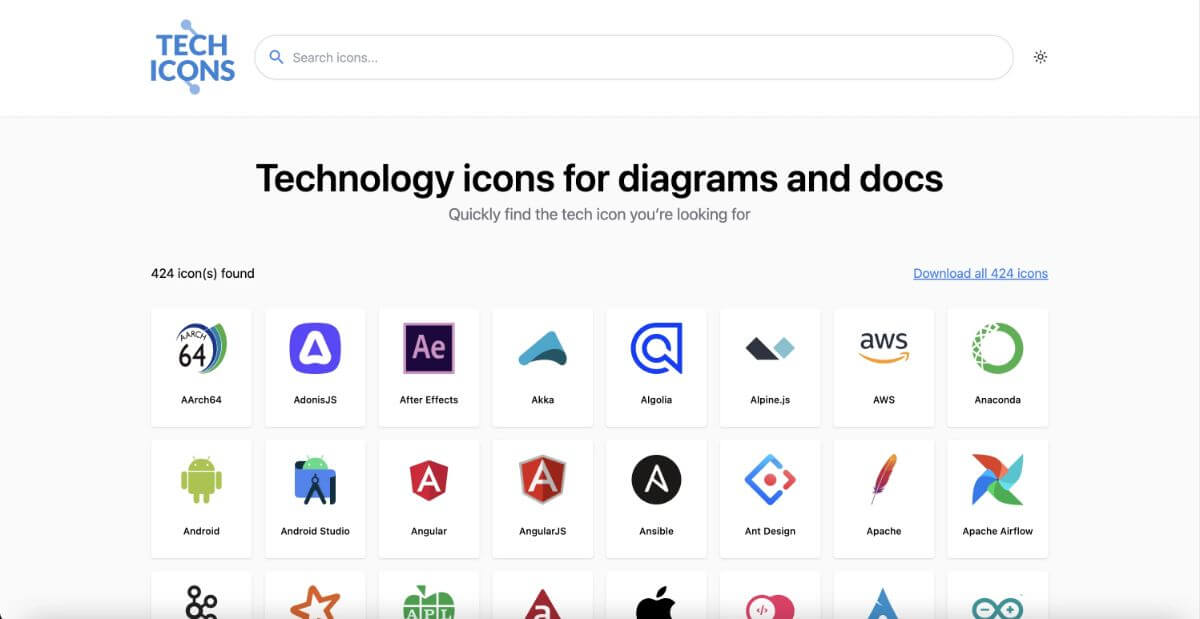 TECH
ICONS
Search icons...
Technology icons for diagrams and docs
Quickly find the tech icon you're looking for
424 icon(s) found
Download all 424 icons
AARCH
64
Ae
aws
AArch64
AdonisJS
After Effects
Akka
Algolia
Alpine.js
AWS
Anaconda
Android
Android Studio
Angular
AngularJS
Ansible
Ant Design
Apache
Apache Airflow
APL
a